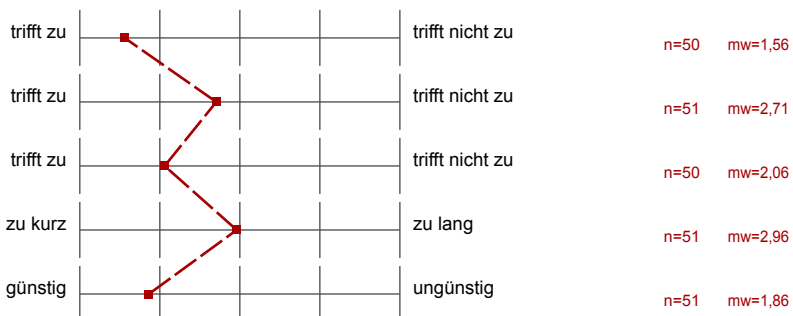 trifft zu trifft nicht zu n=50 mw=1,56
trifft zu trifft nicht zu n=51 mw=2,71
trifft zu trifft nicht zu n=50 mw=2,06
zu kurz zu lang n=51 mw=2,96
günstig ungünstig n=51 mw=1,86